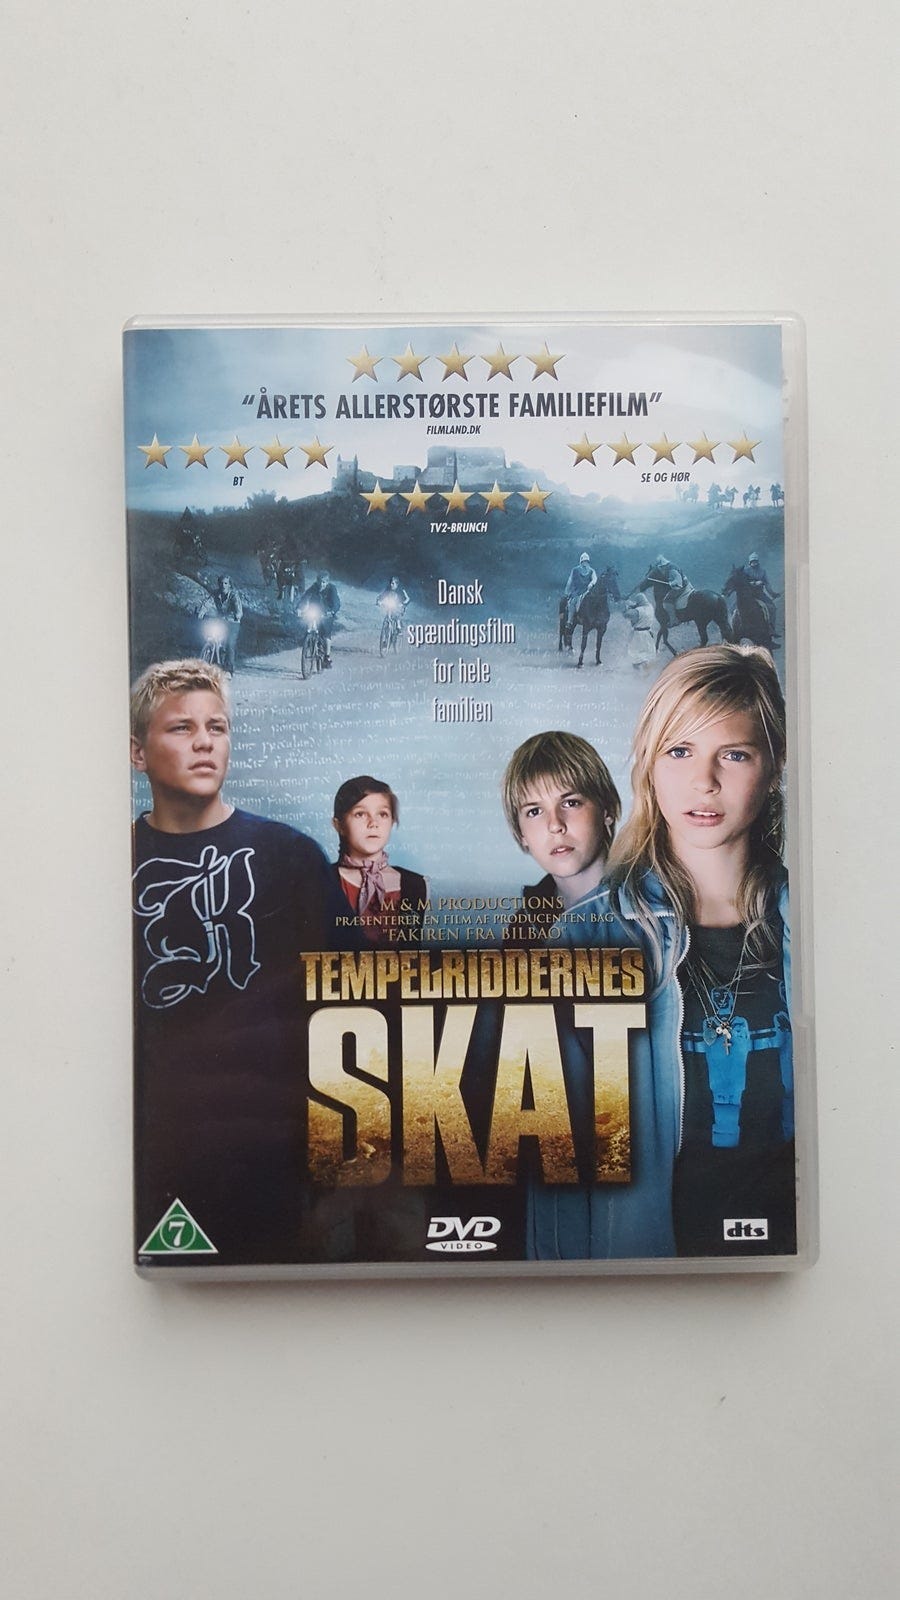 "ÅRETS ALLERSTØRSTE FAMILIEFILM"
FILMLAND.DK
BT
SE OG HØR
TV2-BRUNCH
Dansk
spændingsfilm
for hele
familien
M & M PRODUCTIONS
PRÆSENTERER EN FILM AF PRODUCENTEN BAG
"FAKIREN FRA BILBAO"
TEMPELRIDDERNES
SKAT
7
DVD
VIDEO
dts